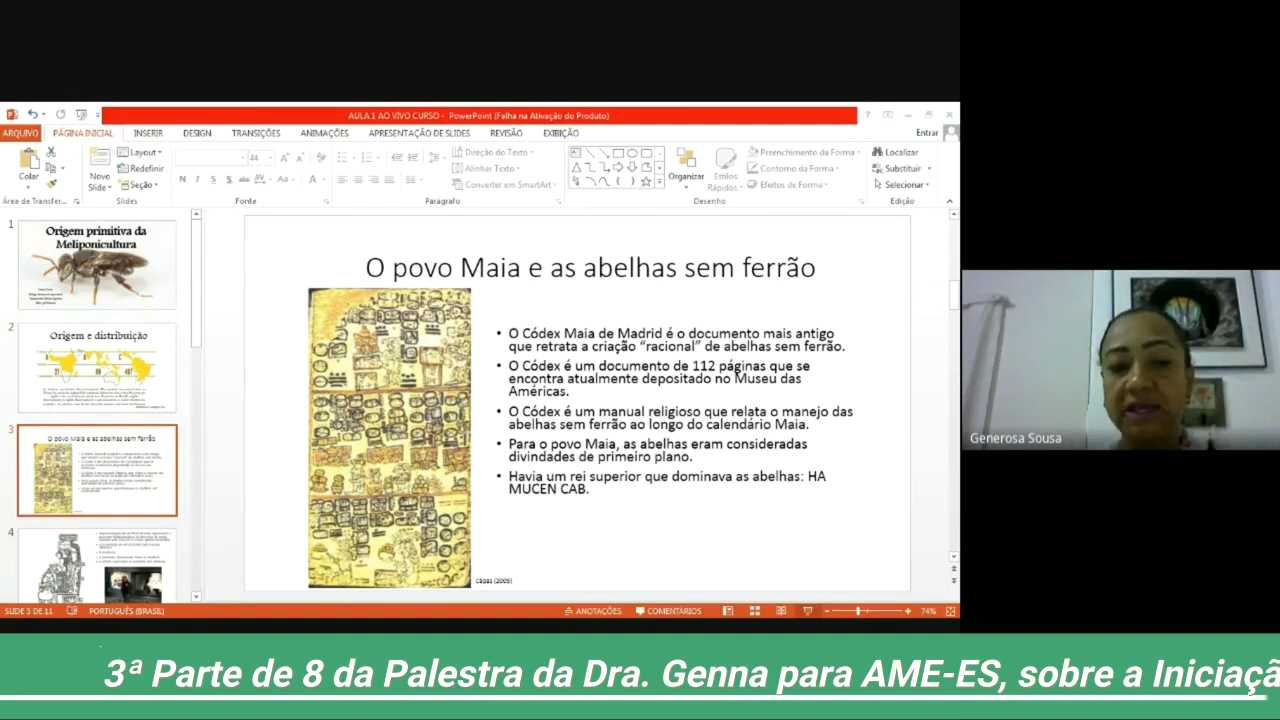 AULA 1 AO VIVO CURSO - PowerPoint (Falha na Ativação do Produto)
ARQUIVO PÁGINA INICIAL INSERIR DESIGN TRANSIÇÕES ANIMAÇÕES APRESENTAÇÃO DE SLIDES REVISÃO EXIBIÇÃO Entrar
Colar
Novo Slide
Layout
Redefinir
Seção
44
N I S S abc AV Aa A
Direção do Texto
Alinhar Texto
Converter em SmartArt
Organizar
Estilos Rápidos
Preenchimento da Forma
Contorno da Forma
Efeitos de Forma
Localizar
Substituir
Selecionar
Área de Transfer... Slides Fonte Parágrafo Desenho Edição
1
Origem primitiva da
Meliponicultura
2
Origem e distribuição
3
O povo Maia e as abelhas sem ferrão
4
O povo Maia e as abelhas sem ferrão
• O Códex Maia de Madrid é o documento mais antigo
que retrata a criação “racional” de abelhas sem ferrão.
• O Códex é um documento de 112 páginas que se
encontra atualmente depositado no Museu das
Américas.
• O Códex é um manual religioso que relata o manejo das
abelhas sem ferrão ao longo do calendário Maia.
• Para o povo Maia, as abelhas eram consideradas
divindades de primeiro plano.
• Havia um rei superior que dominava as abelhas: HA
MUCEN CAB.
Generosa Sousa
SLIDE 3 DE 11 PORTUGUÊS (BRASIL) ANOTAÇÕES COMENTÁRIOS 74%
3ª Parte de 8 da Palestra da Dra. Genna para AME-ES, sobre a Iniciaçã